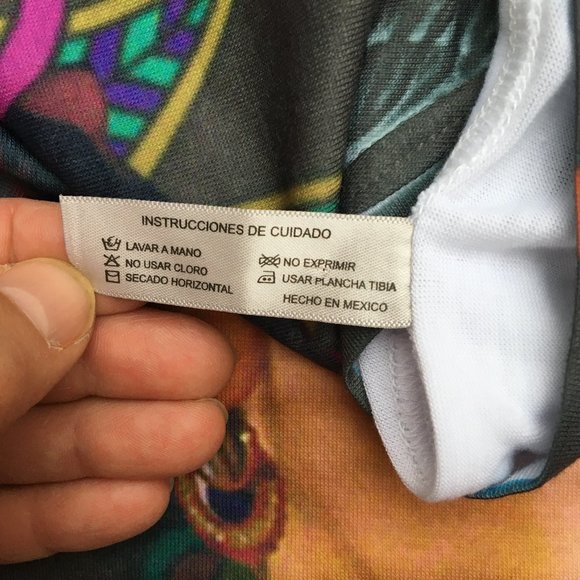 INSTRUCCIONES DE CUIDADO
LAVAR A MANO
NO USAR CLORO
SECADO HORIZONTAL
NO EXPRIMIR
USAR PLANCHA TIBIA
HECHO EN MEXICO